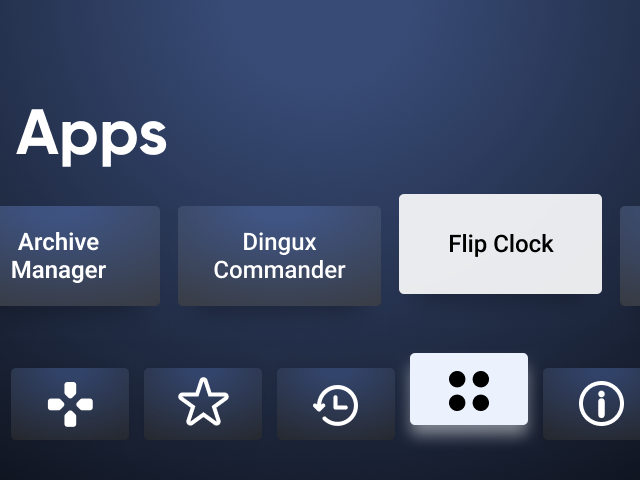 Apps
Archive
Manager
Dingux
Commander
Flip Clock